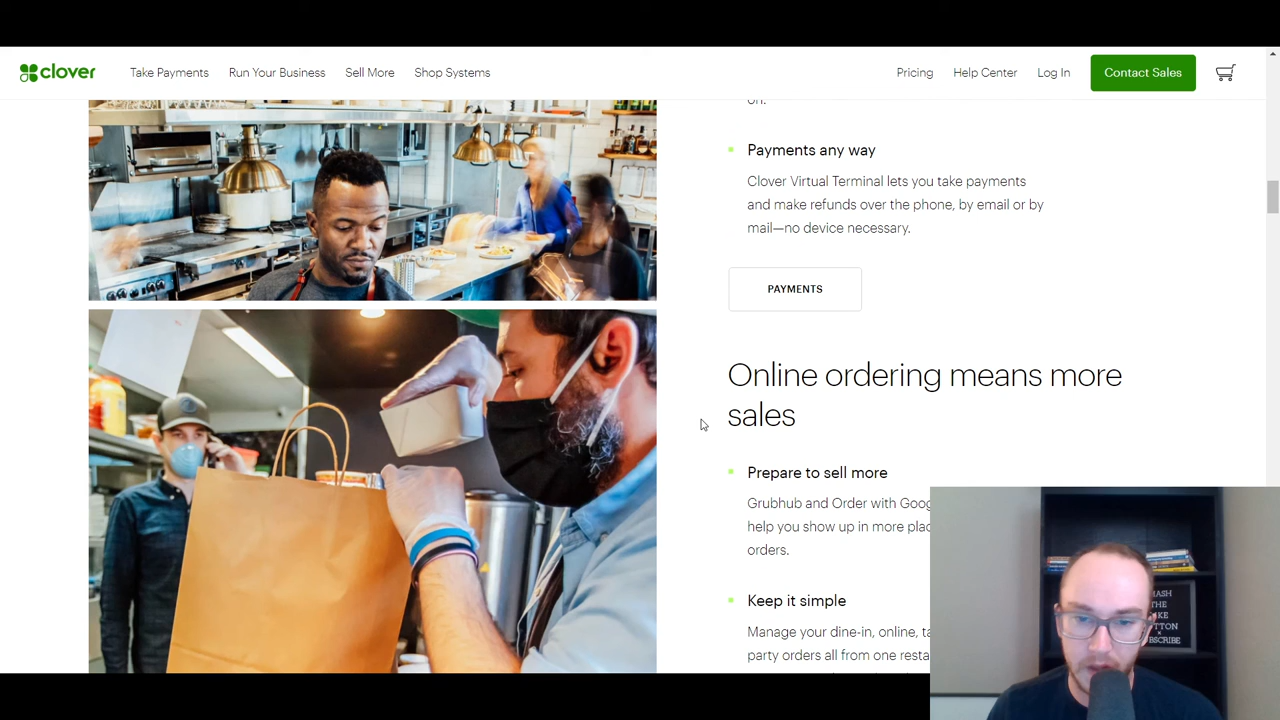 clover
Take Payments
Run Your Business
Sell More
Shop Systems
Pricing
Help Center
Log In
Contact Sales
on.
Payments any way
Clover Virtual Terminal lets you take payments
and make refunds over the phone, by email or by
mail—no device necessary.
PAYMENTS
Online ordering means more
sales
Prepare to sell more
Grubhub and Order with
help you show up in more
orders.
Keep it simple
Manage your dine-in, online,
party orders all from one
THE